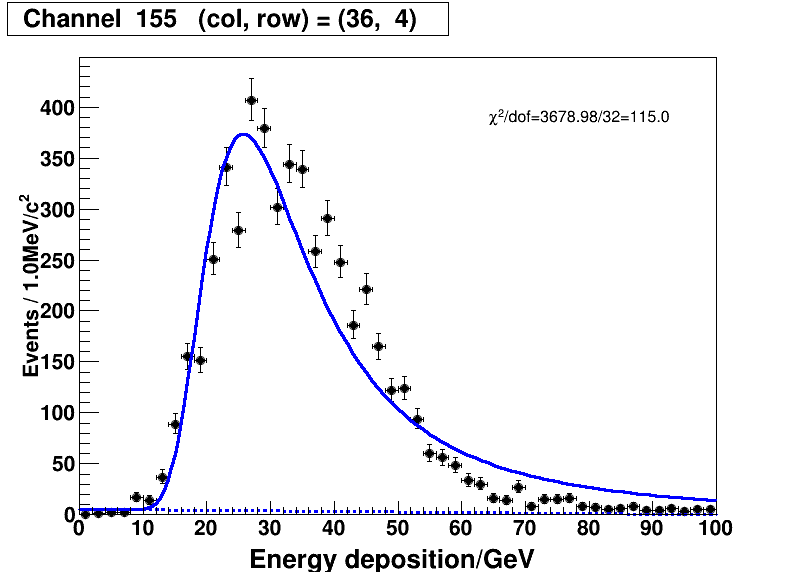 Channel 155 (col, row) = (36, 4)
χ²/dof=3678.98/32=115.0
Events / 1.0MeV/c²
400
350
300
250
200
150
100
50
0
0 10 20 30 40 50 60 70 80 90 100
Energy deposition/GeV